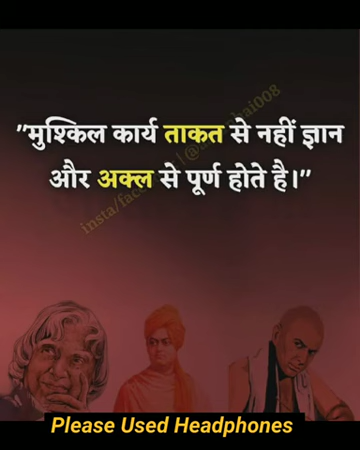 "मुश्किल कार्य ताकत से नहीं ज्ञान
और अक्ल से पूर्ण होते है।"
Please Used Headphones